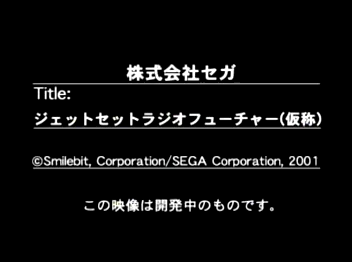 株式会社セガ
Title:
ジェットセットラジオフューチャー(仮称)
©Smilebit, Corporation/SEGA Corporation, 2001
この映像は開発中のものです。